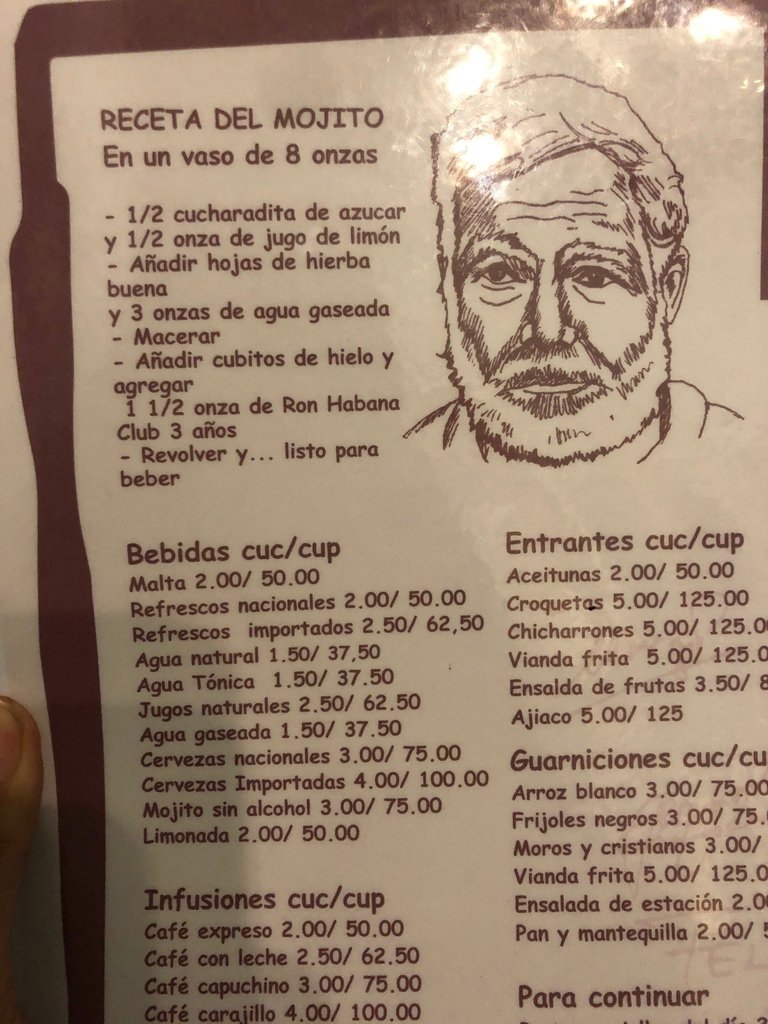 RECETA DEL MOJITO
En un vaso de 8 onzas
- 1/2 cucharadita de azucar
y 1/2 onza de jugo de limón
- Añadir hojas de hierba
buena
y 3 onzas de agua gaseada
- Macerar
- Añadir cubitos de hielo y
agregar
1 1/2 onza de Ron Habana
Club 3 años
- Revolver y... listo para
beber
Bebidas cuc/cup
Malta 2.00/ 50.00
Refrescos nacionales 2.00/ 50.00
Refrescos importados 2.50/ 62,50
Agua natural 1.50/ 37,50
Agua Tónica 1.50/ 37.50
Jugos naturales 2.50/ 62.50
Agua gaseada 1.50/ 37.50
Cervezas nacionales 3.00/ 75.00
Cervezas Importadas 4.00/ 100.00
Mojito sin alcohol 3.00/ 75.00
Limonada 2.00/ 50.00
Infusiones cuc/cup
Café expreso 2.00/ 50.00
Café con leche 2.50/ 62.50
Café capuchino 3.00/ 75.00
Café carajillo 4.00/ 100.00
Entrantes cuc/cup
Aceitunas 2.00/ 50.00
Croquetas 5.00/ 125.00
Chicharrones 5.00/ 125.0
Vianda frita 5.00/ 125.0
Ensalda de frutas 3.50/ 8
Ajiaco 5.00/ 125
Guarniciones cuc/cu
Arroz blanco 3.00/ 75.00
Frijoles negros 3.00/ 75.
Moros y cristianos 3.00/
Vianda frita 5.00/ 125.0
Ensalada de estación 2.0
Pan y mantequilla 2.00/ 5
Para continuar